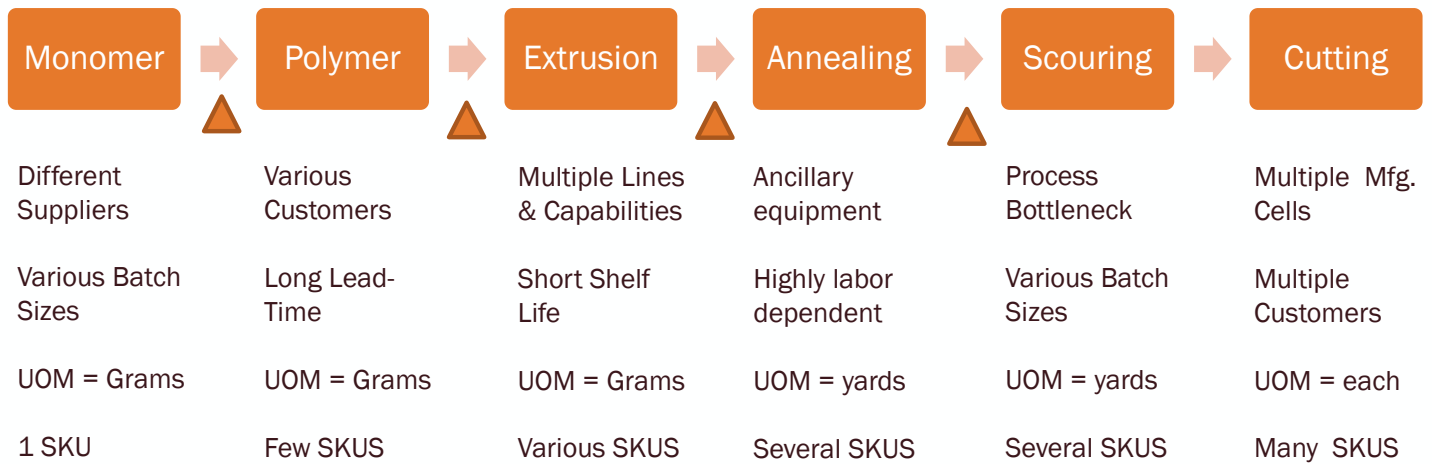 Monomer
Polymer
Extrusion
Annealing
Scouring
Cutting
Different
Suppliers
Various Batch
Sizes
UOM = Grams
1 SKU
Various
Customers
Long Lead-
Time
UOM = Grams
Few SKUS
Multiple Lines
& Capabilities
Short Shelf
Life
UOM = Grams
Various SKUS
Ancillary
equipment
Highly labor
dependent
UOM = yards
Several SKUS
Process
Bottleneck
Various Batch
Sizes
UOM = yards
Several SKUS
Multiple Mfg.
Cells
Multiple
Customers
UOM = each
Many SKUS